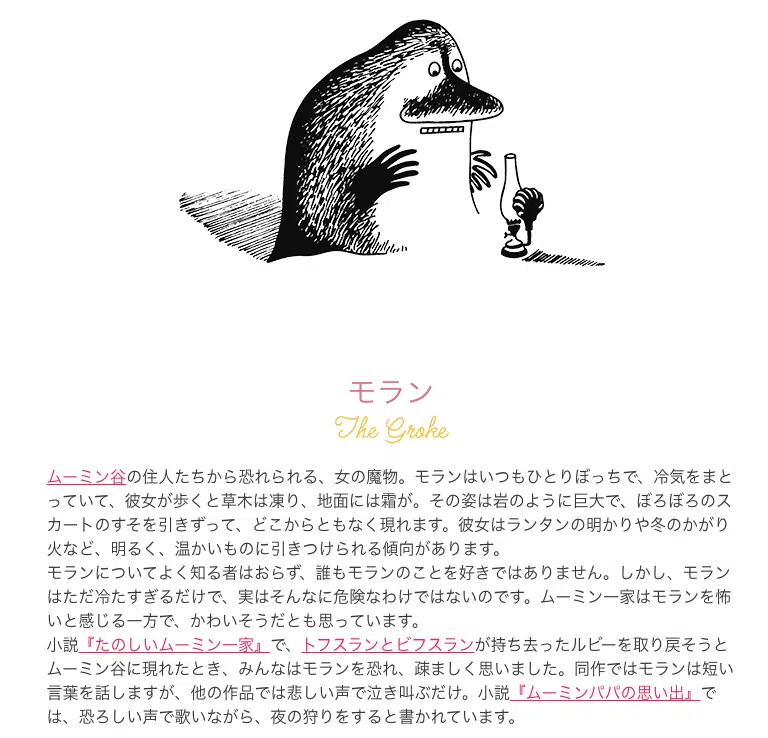 モラン
The Groke
ムーミン谷の住人たちから恐れられる、女の魔物。モランはいつもひとりぼっちで、冷気をまと
っていて、彼女が歩くと草木は凍り、地面には霜が。その姿は岩のように巨大で、ぼろぼろのス
カートのすそを引きずって、どこからともなく現れます。彼女はランタンの明かりや冬のかがり
火など、明るく、温かいものに引きつけられる傾向があります。
モランについてよく知る者はおらず、誰もモランのことを好きではありません。しかし、モラン
はただ冷たすぎるだけで、実はそんなに危険なわけではないのです。ムーミン一家はモランを怖
いと感じる一方で、かわいそうだとも思っています。
小説『たのしいムーミン一家』で、トフスランとビフスランが持ち去ったルビーを取り戻そうと
ムーミン谷に現れたとき、みんなはモランを恐れ、疎ましく思いました。同作ではモランは短い
言葉を話しますが、他の作品では悲しい声で泣き叫ぶだけ。小説『ムーミンパパの思い出』で
は、恐ろしい声で歌いながら、夜の狩りをすると書かれています。